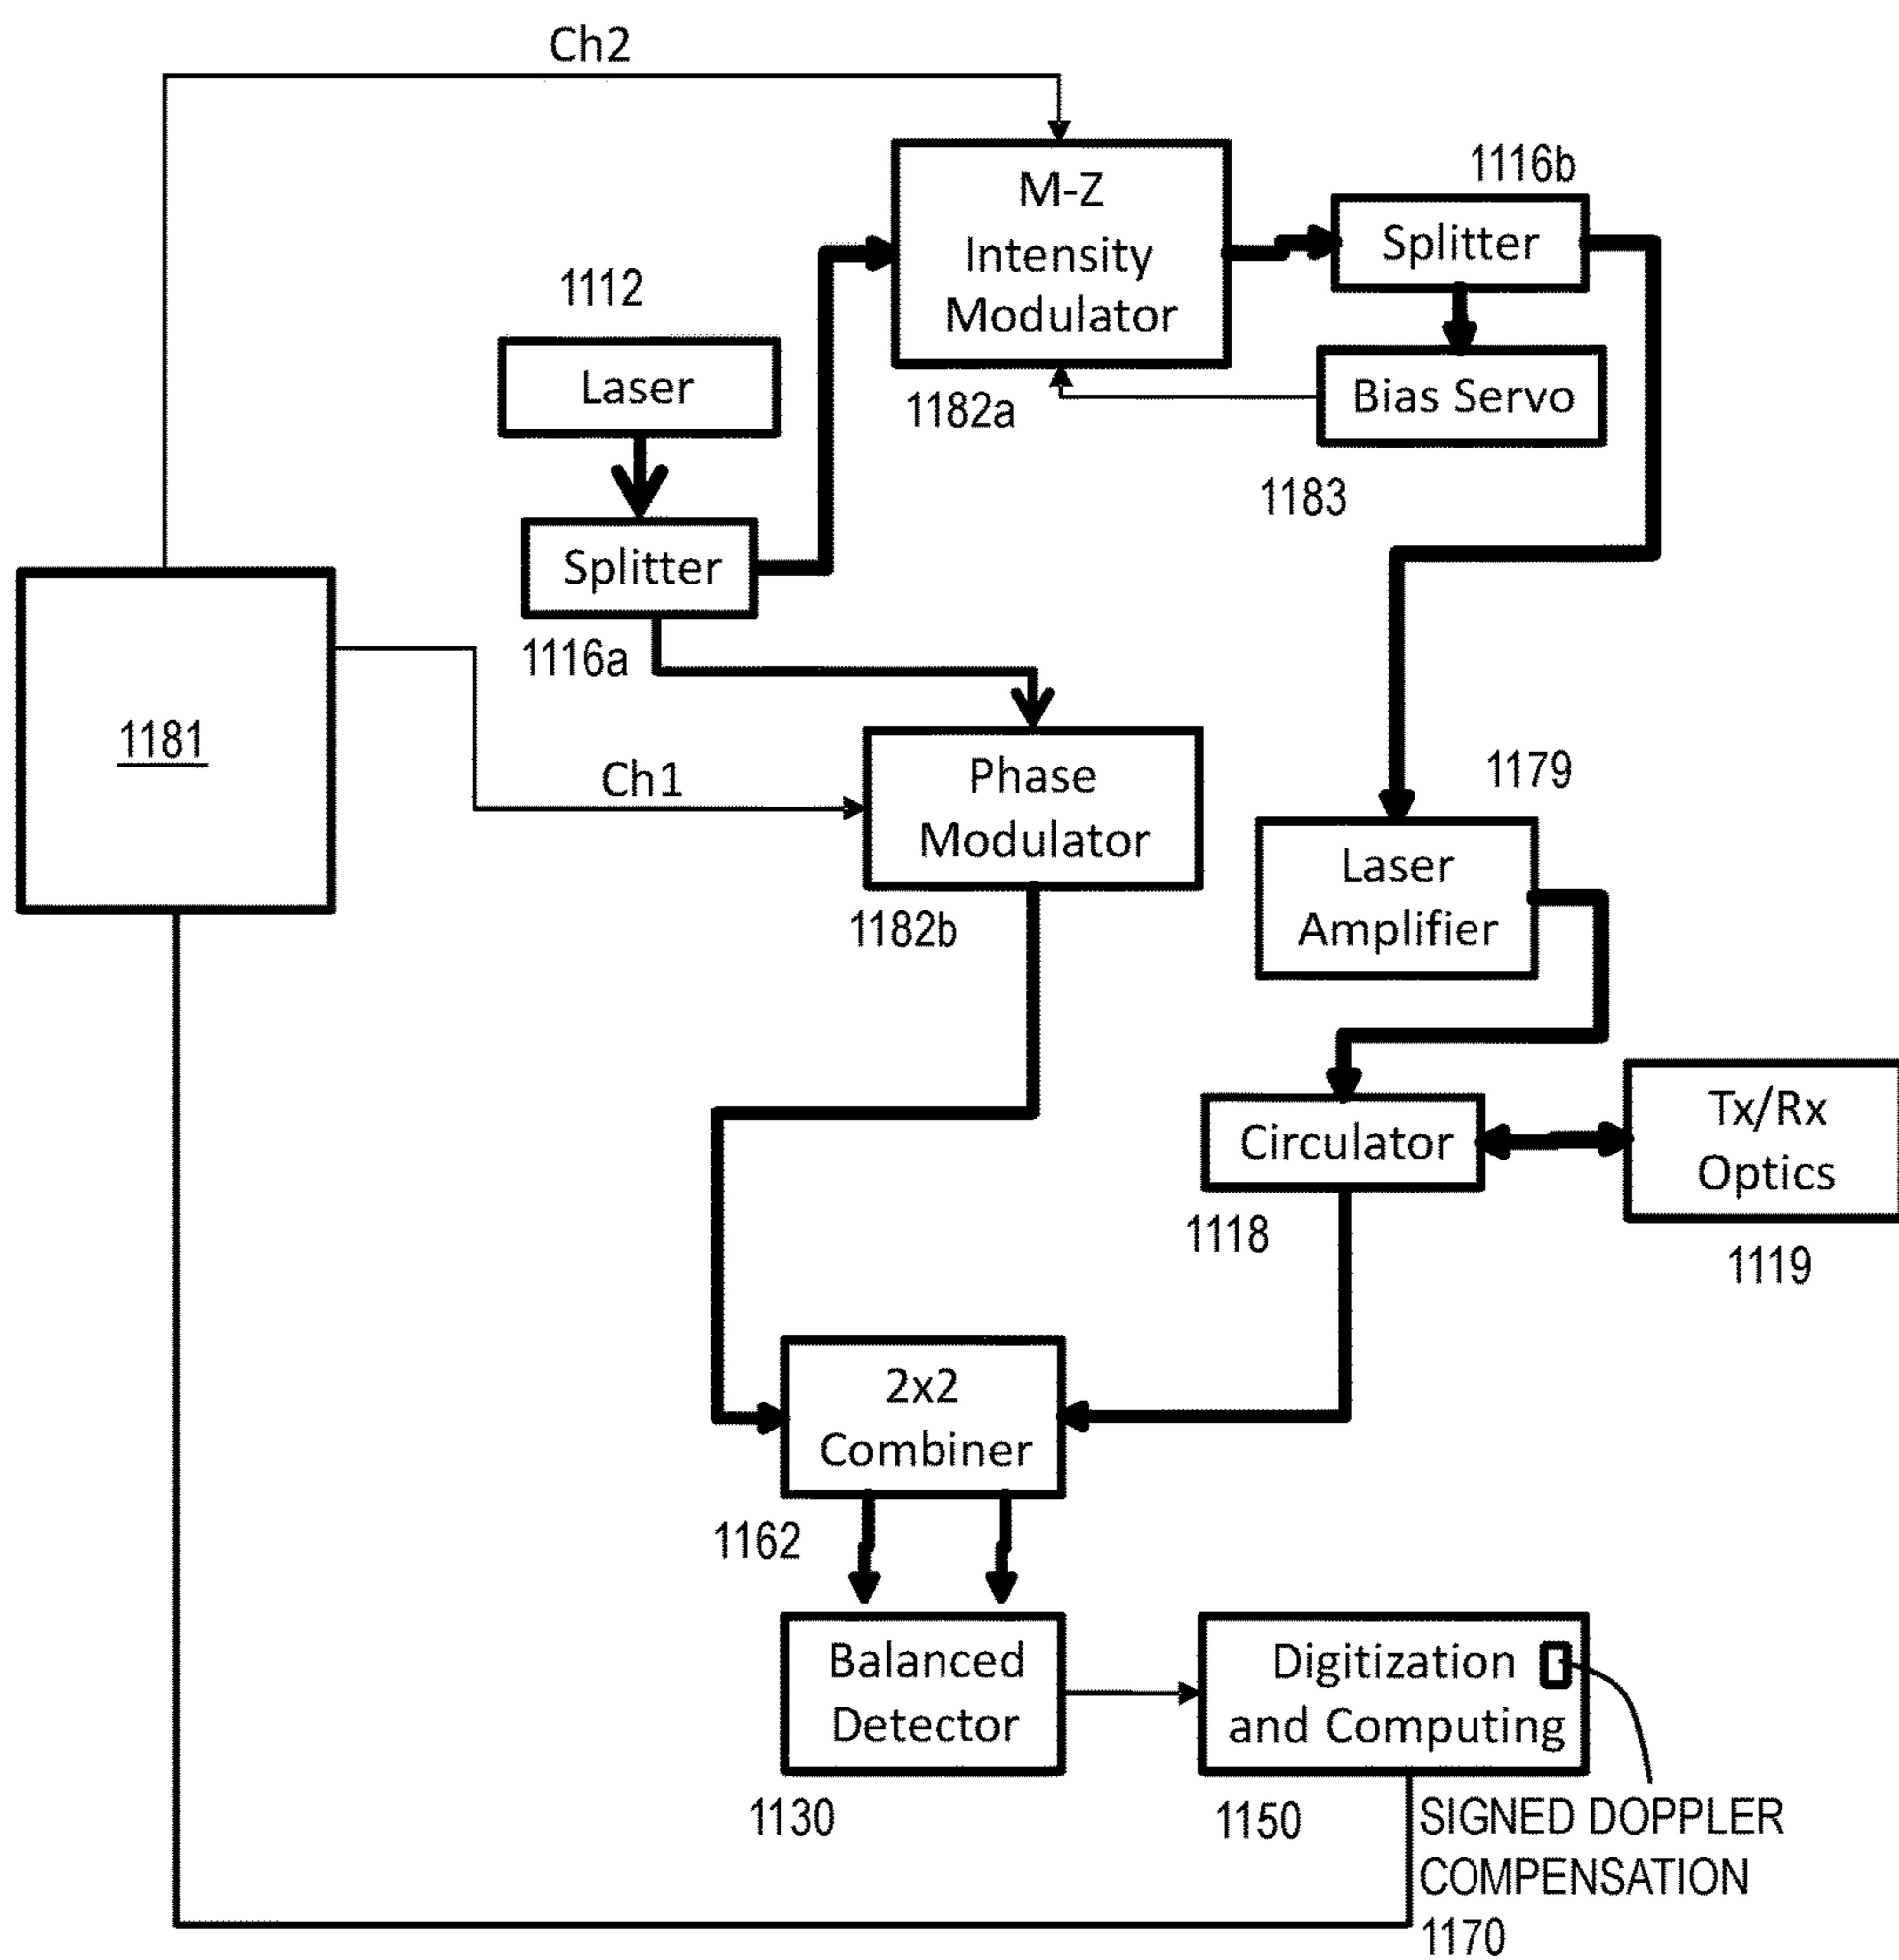 Ch2
M-Z
Intensity
Modulator
1182a
1116b
Splitter
Bias Servo
1183
1112
Laser
Splitter
1116a
1181
Ch1
Phase
Modulator
1182b
1179
Laser
Amplifier
Circulator
1118
Tx/Rx
Optics
1119
2x2
Combiner
1162
Balanced
Detector
1130
Digitization
and Computing
1150
SIGNED DOPPLER
COMPENSATION
1170